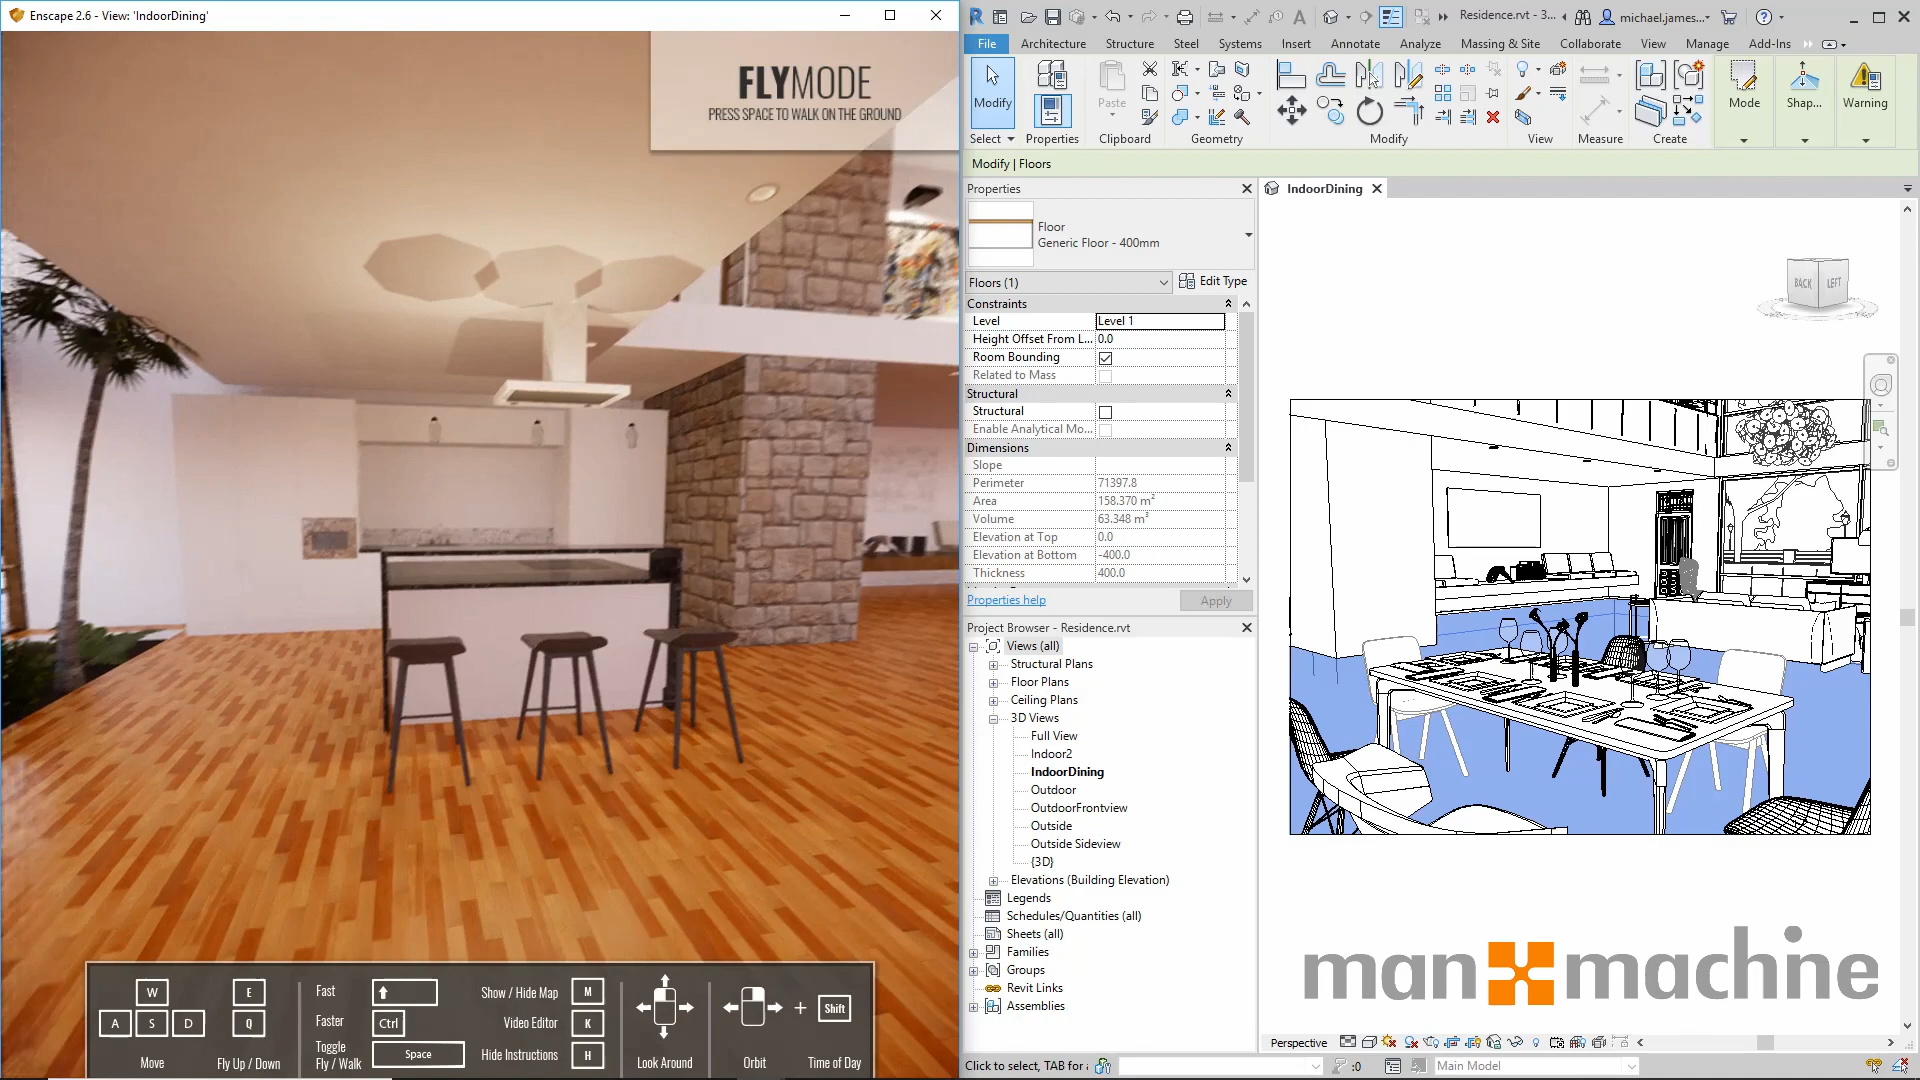 Enscape 2.6 - View: 'IndoorDining'
FLYMODE
PRESS SPACE TO WALK ON THE GROUND
W
A
S
D
Move
E
Q
Fly Up / Down
Fast
Faster
Ctrl
Toggle
Fly / Walk
Space
Show / Hide Map
M
Video Editor
K
Hide Instructions
H
Look Around
Orbit
+
Shift
Time of Day
Residence.rvt - 3...
michael.james...
File
Architecture
Structure
Steel
Systems
Insert
Annotate
Analyze
Massing & Site
Collaborate
View
Manage
Add-Ins
Modify
Paste
Mode
Shap...
Warning
Select
Properties
Clipboard
Geometry
Modify
View
Measure
Create
Modify | Floors
Properties
Floor
Generic Floor - 400mm
Floors (1)
Edit Type
Constraints
Level
Level 1
Height Offset From L...
0.0
Room Bounding
Related to Mass
Structural
Structural
Enable Analytical Mo...
Dimensions
Slope
Perimeter
71397.8
Area
158.370 m²
Volume
63.348 m³
Elevation at Top
0.0
Elevation at Bottom
-400.0
Thickness
400.0
Properties help
Apply
Project Browser - Residence.rvt
Views (all)
Structural Plans
Floor Plans
Ceiling Plans
3D Views
Full View
Indoor2
IndoorDining
Outdoor
OutdoorFrontview
Outside
Outside Sideview
{3D}
Elevations (Building Elevation)
Legends
Schedules/Quantities (all)
Sheets (all)
Families
Groups
Revit Links
Assemblies
IndoorDining
BACK
LEFT
man machine
Perspective
Click to select, TAB for a
:0
Main Model